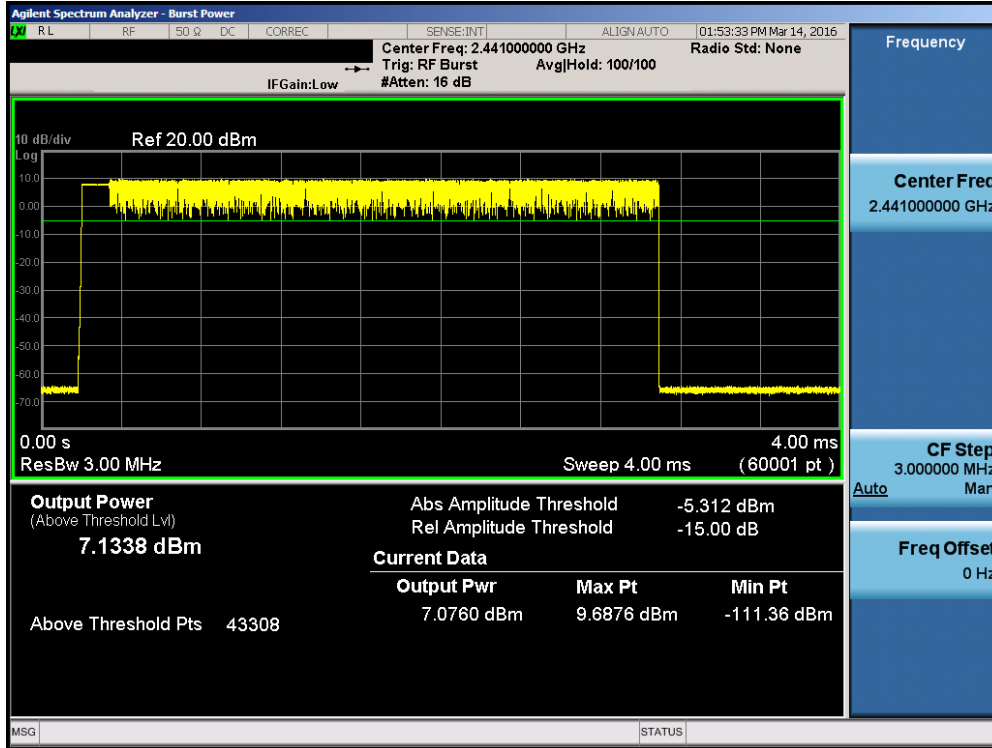 Agilent Spectrum Analyzer - Burst Power
LXI RL RF 50 Ω DC CORREC SENSE:INT ALIGN AUTO 01:53:33 PM Mar 14, 2016
Center Freq: 2.441000000 GHz Radio Std: None
Trig: RF Burst Avg|Hold: 100/100
IFGain:Low #Atten: 16 dB
10 dB/div Ref 20.00 dBm
Log
10.0
0.00
-10.0
-20.0
-30.0
-40.0
-50.0
-60.0
-70.0
0.00 s 4.00 ms
ResBw 3.00 MHz Sweep 4.00 ms (60001 pt)
Output Power
(Above Threshold Lvl)
7.1338 dBm
Above Threshold Pts 43308
Abs Amplitude Threshold -5.312 dBm
Rel Amplitude Threshold -15.00 dB
Current Data
Output Pwr Max Pt Min Pt
7.0760 dBm 9.6876 dBm -111.36 dBm
MSG STATUS
Frequency
Center Freq
2.441000000 GHz
CF Step
3.000000 MHz
Auto Man
Freq Offset
0 Hz